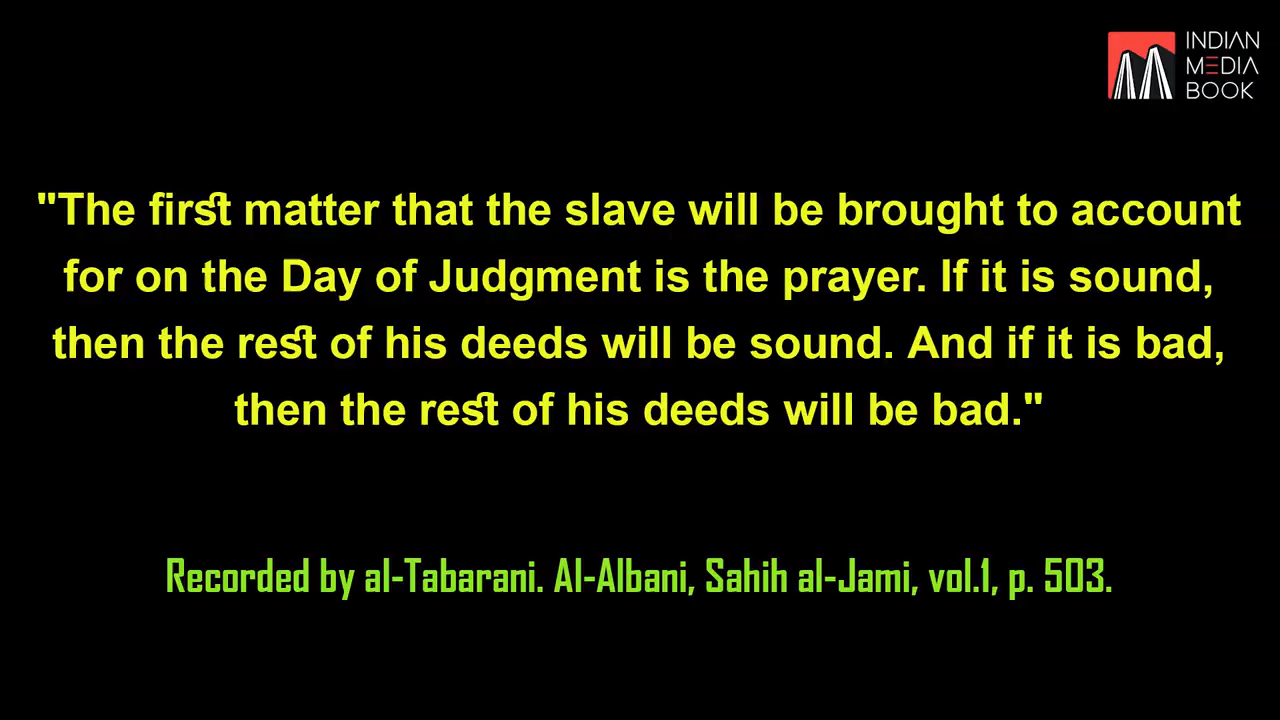 INDIAN
MEDIA
BOOK
"The first matter that the slave will be brought to account
for on the Day of Judgment is the prayer. If it is sound,
then the rest of his deeds will be sound. And if it is bad,
then the rest of his deeds will be bad."
Recorded by al-Tabarani. Al-Albani, Sahih al-Jami, vol.1, p. 503.